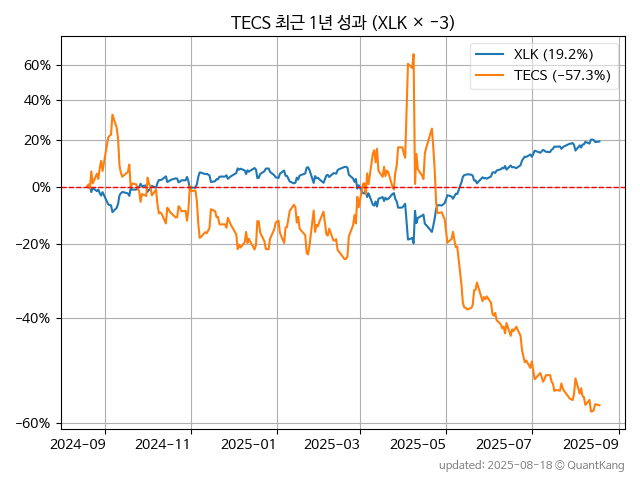 TECS 최근 1년 성과 (XLK × −3)
XLK (19.2%)
TECS (−57.3%)
60%
40%
20%
0%
−20%
−40%
−60%
2024−09 2024−11 2025−01 2025−03 2025−05 2025−07 2025−09
updated: 2025-08-18 © QuantKang